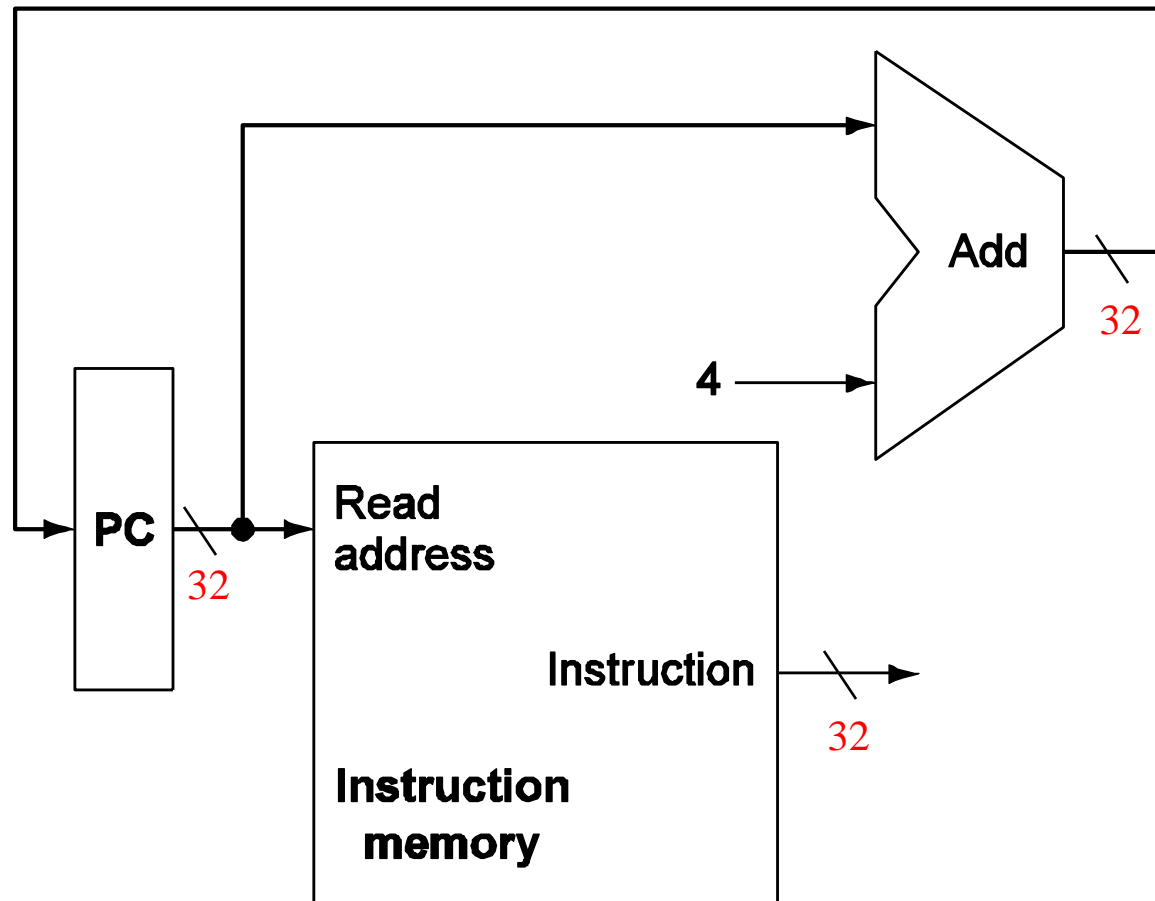 Add
32
4
PC
32
Read
address
Instruction
32
Instruction
memory